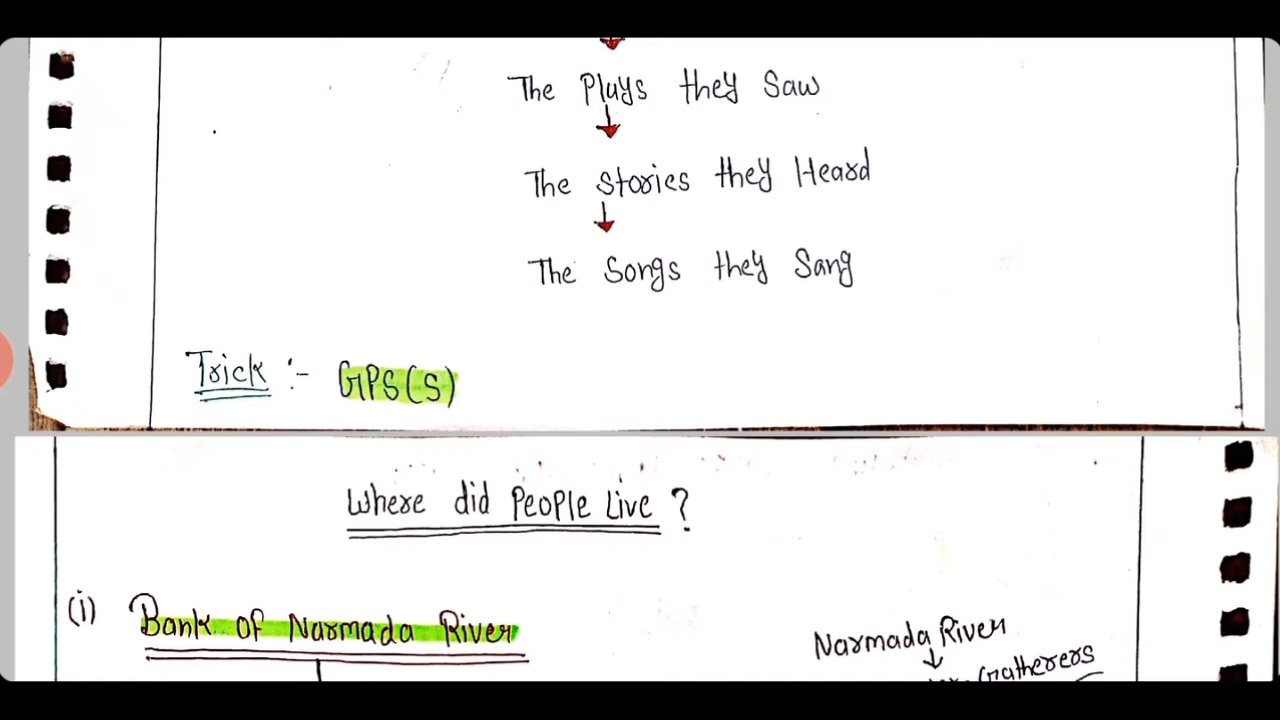 The Plays they Saw
The Stories they Heard
The Songs they Sang
Trick :- GPS(S)
Where did People Live ?
(i) Bank of Narmada River
Narmada River
Gatherers